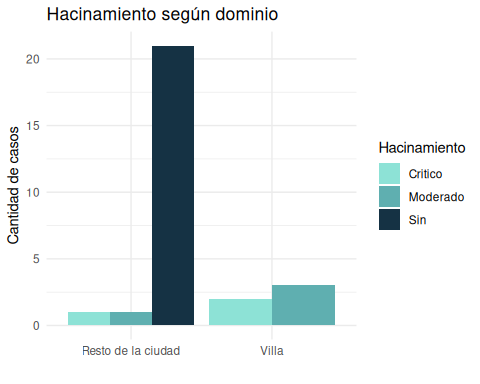 Hacinamiento según dominio
Cantidad de casos
20
15
10
5
0
Resto de la ciudad
Villa
Hacinamiento
Critico
Moderado
Sin